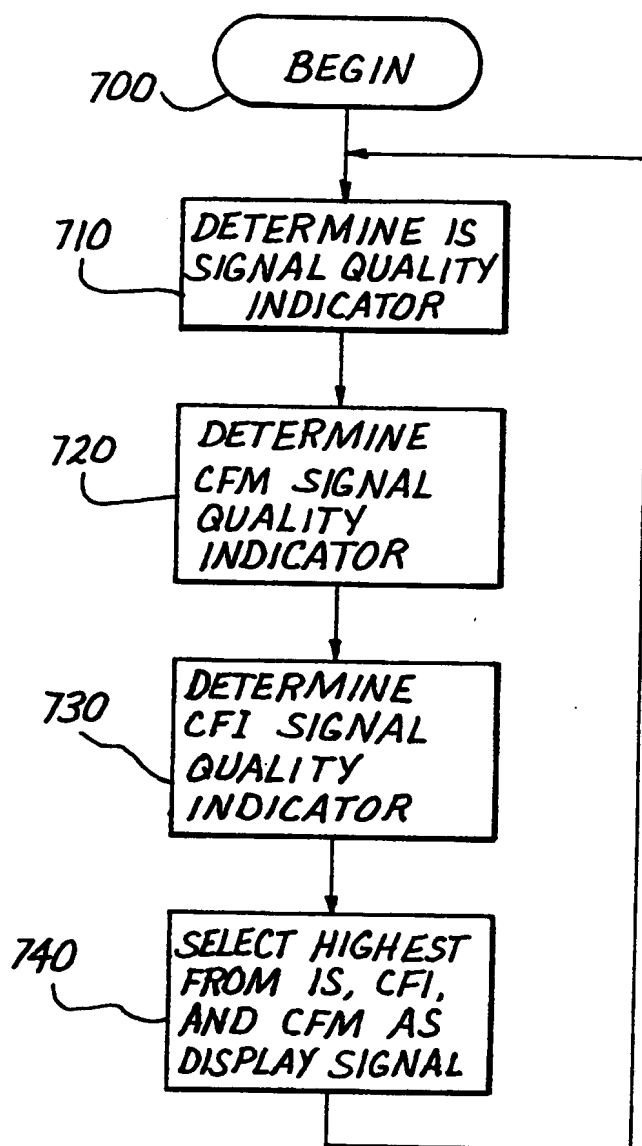 BEGIN
700
710
DETERMINE IS
SIGNAL QUALITY
INDICATOR
720
DETERMINE
CFM SIGNAL
QUALITY
INDICATOR
730
DETERMINE
CFI SIGNAL
QUALITY
INDICATOR
740
SELECT HIGHEST
FROM IS, CFI,
AND CFM AS
DISPLAY SIGNAL